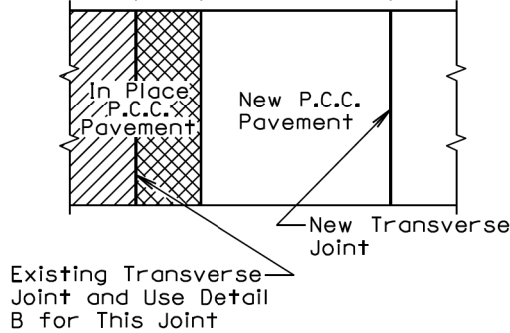 In Place
P.C.C.
Pavement
New P.C.C.
Pavement
New Transverse
Joint
Existing Transverse
Joint and Use Detail
B for This Joint